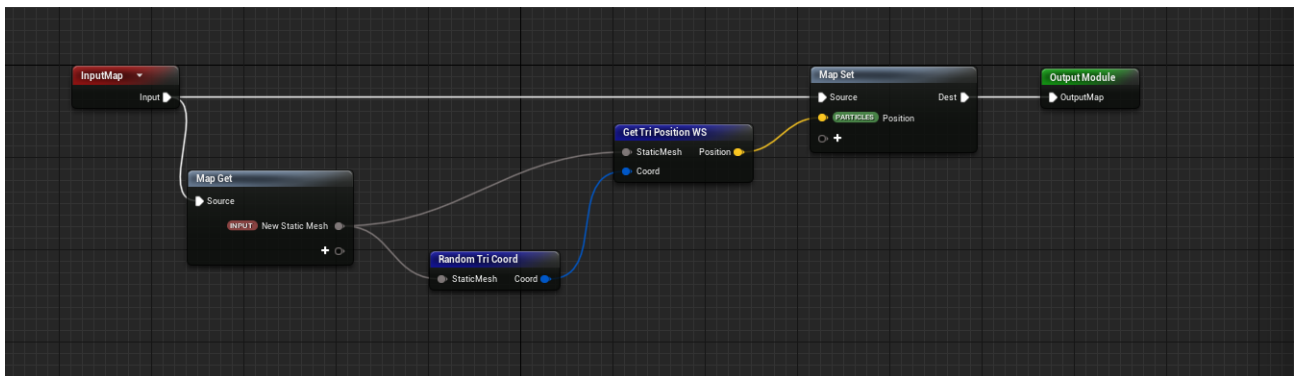 InputMap
Input
Map Get
Source
INPUT New Static Mesh
Random Tri Coord
StaticMesh Coord
Get Tri Position WS
StaticMesh Position
Coord
Map Set
Source Dest
PARTICLES Position
Output Module
OutputMap